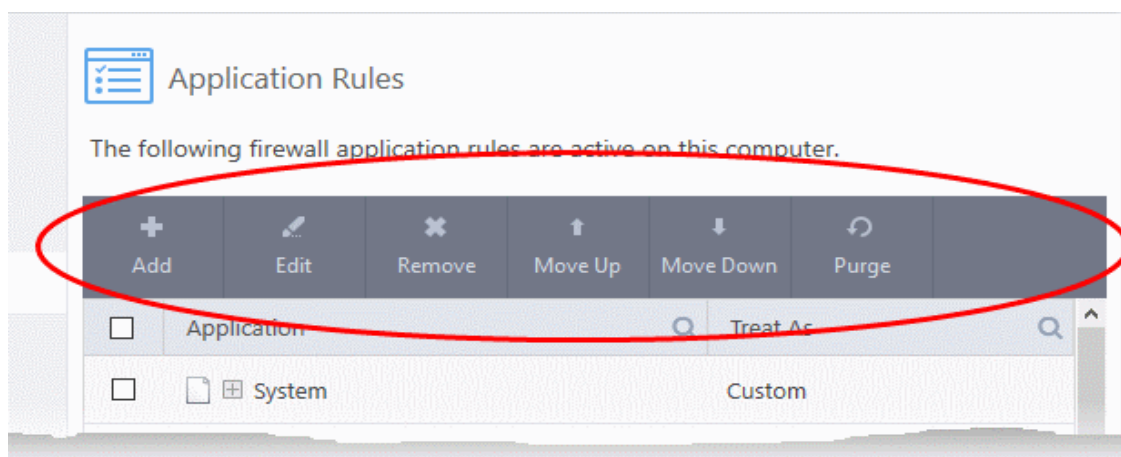 Application Rules
The following firewall application rules are active on this computer.
Add Edit Remove Move Up Move Down Purge
Application Treat As
System Custom